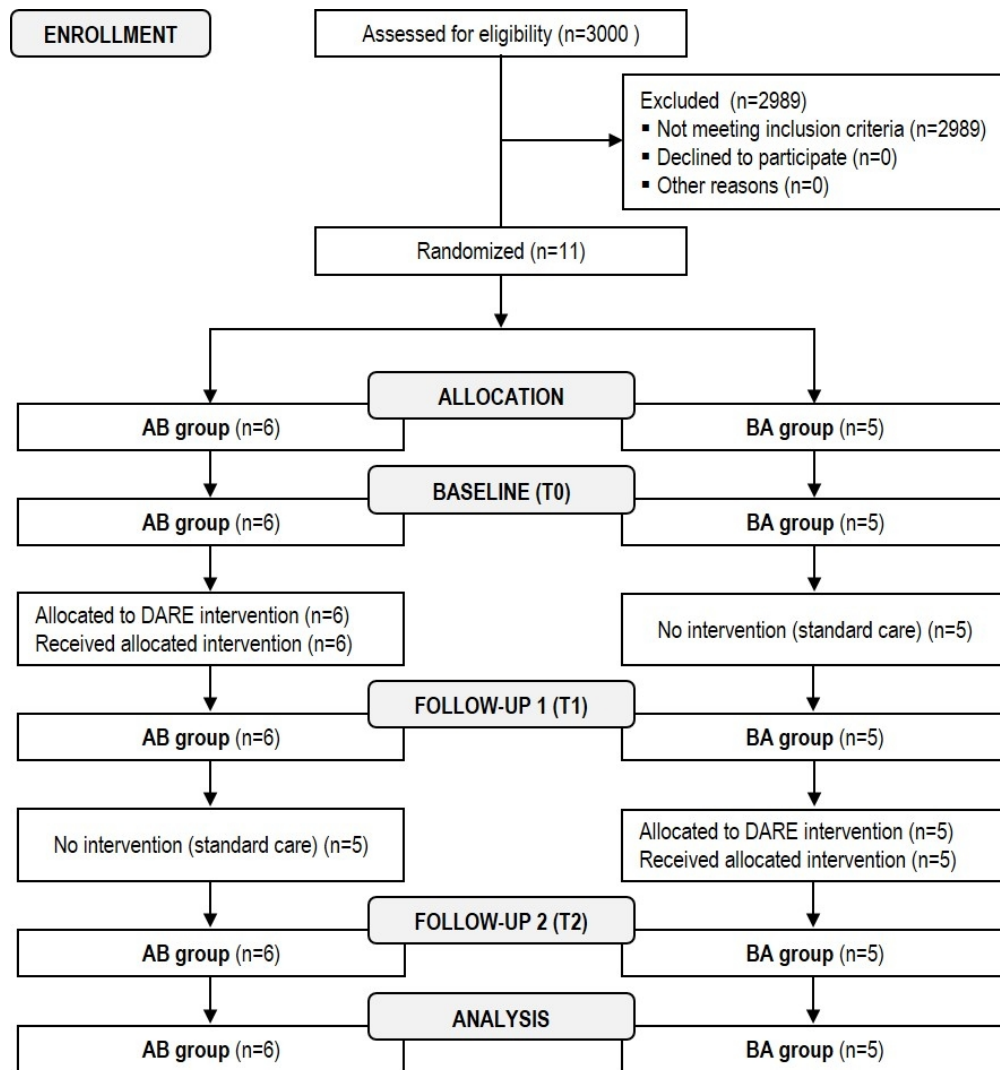 ENROLLMENT
Assessed for eligibility (n=3000 )
Excluded (n=2989)
▪ Not meeting inclusion criteria (n=2989)
▪ Declined to participate (n=0)
▪ Other reasons (n=0)
Randomized (n=11)
ALLOCATION
AB group (n=6)
BA group (n=5)
BASELINE (T0)
AB group (n=6)
BA group (n=5)
Allocated to DARE intervention (n=6)
Received allocated intervention (n=6)
No intervention (standard care) (n=5)
FOLLOW-UP 1 (T1)
AB group (n=6)
BA group (n=5)
No intervention (standard care) (n=5)
Allocated to DARE intervention (n=5)
Received allocated intervention (n=5)
FOLLOW-UP 2 (T2)
AB group (n=6)
BA group (n=5)
ANALYSIS
AB group (n=6)
BA group (n=5)